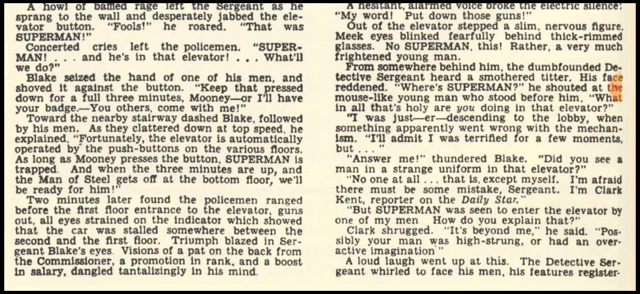 A howl of baffled rage left the Sergeant as he
sprang to the wall and desperately jabbed the ele-
vator button. "Fools!" he roared. "That was
SUPERMAN!"
Concerted cries left the policemen. "SUPER-
MAN! . . . and he's in that elevator! . . . What'll
we do?"
Blake seized the hand of one of his men, and
shoved it against the button. "Keep that pressed
down for a full three minutes, Mooney—or I'll have
your badge.—You others, come with me!"
Toward the nearby stairway dashed Blake, followed
by his men. As they clattered down at top speed, he
explained, "Fortunately, the elevator is automatically
operated by the push-buttons on the various floors.
As long as Mooney presses the button, SUPERMAN is
trapped. And when the three minutes are up, and
the Man of Steel gets off at the bottom floor, we'll
be ready for him!"
Two minutes later found the policemen ranged
before the first floor entrance to the elevator, guns
out, all eyes strained on the indicator which showed
that the car was stalled somewhere between the
second and the first floor. Triumph blazed in Ser-
geant Blake's eyes. Visions of a pat on the back from
the Commissioner, a promotion in rank, and a boost
in salary, dangled tantalizingly in his mind.
A hesitant, alarmed voice broke the electric silence:
"My word! Put down those guns!"
Out of the elevator stepped a slim, nervous figure.
Meek eyes blinked fearfully behind thick-rimmed
glasses. No SUPERMAN, this! Rather, a very much
frightened young man.
From somewhere behind him, the dumbfounded De-
tective Sergeant heard a smothered titter. His face
reddened. "Where's SUPERMAN?" he shouted at the
mouse-like young man who stood before him. "What
in all that's holy are you doing in that elevator?"
"I was just—er—descending to the lobby, when
something apparently went wrong with the mechan-
ism. "I'll admit I was terrified for a few moments,
but . . . "
"Answer me!" thundered Blake. "Did you see a
man in a strange uniform in that elevator?"
"No one at all . . . that is, except myself. I'm afraid
there must be some mistake, Sergeant. I'm Clark
Kent, reporter on the Daily Star."
"But SUPERMAN was seen to enter the elevator by
one of my men How do you explain that?"
Clark shrugged. "It's beyond me," he said. "Pos-
sibly your man was high-strung, or had an over-
active imagination"
A loud laugh went up at this. The Detective Ser-
geant whirled to face his men, his features register-